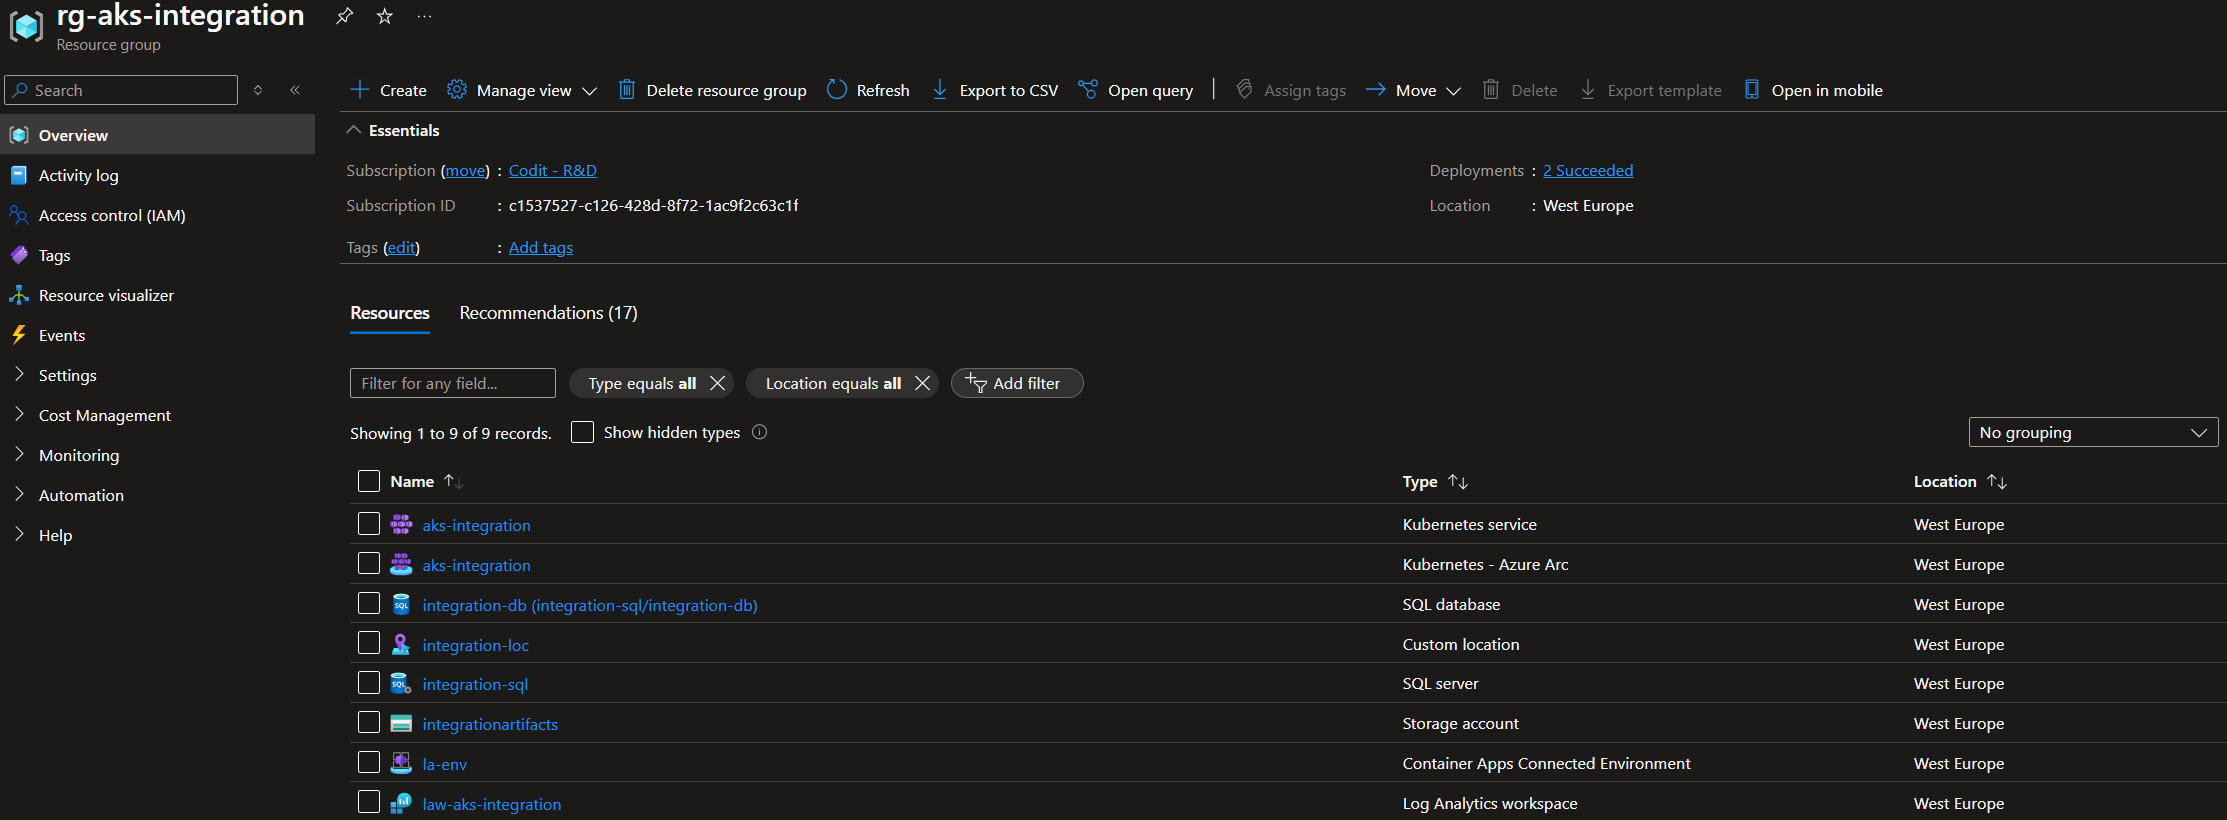 rg-aks-integration
Resource group
Search
Overview
Activity log
Access control (IAM)
Tags
Resource visualizer
Events
Settings
Cost Management
Monitoring
Automation
Help
Create Manage view Delete resource group Refresh Export to CSV Open query Assign tags Move Delete Export template Open in mobile
Essentials
Subscription (move) : Codit - R&D
Subscription ID : c1537527-c126-428d-8f72-1ac9f2c63c1f
Tags (edit) : Add tags
Deployments : 2 Succeeded
Location : West Europe
Resources Recommendations (17)
Filter for any field... Type equals all Location equals all Add filter
Showing 1 to 9 of 9 records. Show hidden types No grouping
Name Type Location
aks-integration Kubernetes service West Europe
aks-integration Kubernetes - Azure Arc West Europe
integration-db (integration-sql/integration-db) SQL database West Europe
integration-loc Custom location West Europe
integration-sql SQL server West Europe
integrationartifacts Storage account West Europe
la-env Container Apps Connected Environment West Europe
law-aks-integration Log Analytics workspace West Europe